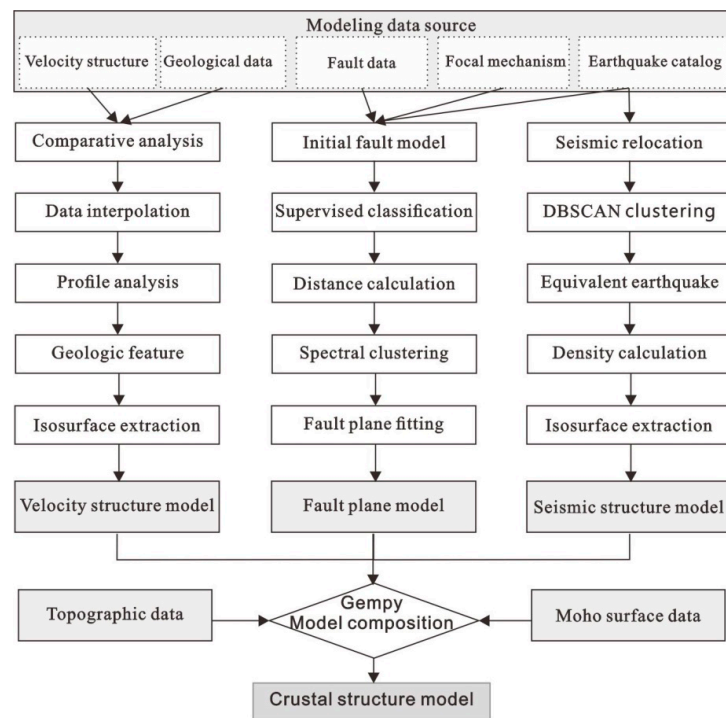 Modeling data source
Velocity structure
Geological data
Fault data
Focal mechanism
Earthquake catalog
Comparative analysis
Initial fault model
Seismic relocation
Data interpolation
Supervised classification
DBSCAN clustering
Profile analysis
Distance calculation
Equivalent earthquake
Geologic feature
Spectral clustering
Density calculation
Isosurface extraction
Fault plane fitting
Isosurface extraction
Velocity structure model
Fault plane model
Seismic structure model
Topographic data
Gempy
Model composition
Moho surface data
Crustal structure model